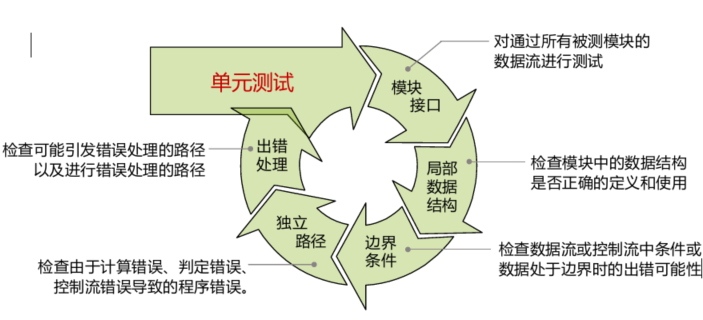 单元测试
模块
接口
对通过所有被测模块的
数据流进行测试
局部
数据
结构
检查模块中的数据结构
是否正确的定义和使用
边界
条件
检查数据流或控制流中条件或
数据处于边界时的出错可能性
独立
路径
检查由于计算错误、判定错误、
控制流错误导致的程序错误。
出错
处理
检查可能引发错误处理的路径
以及进行错误处理的路径